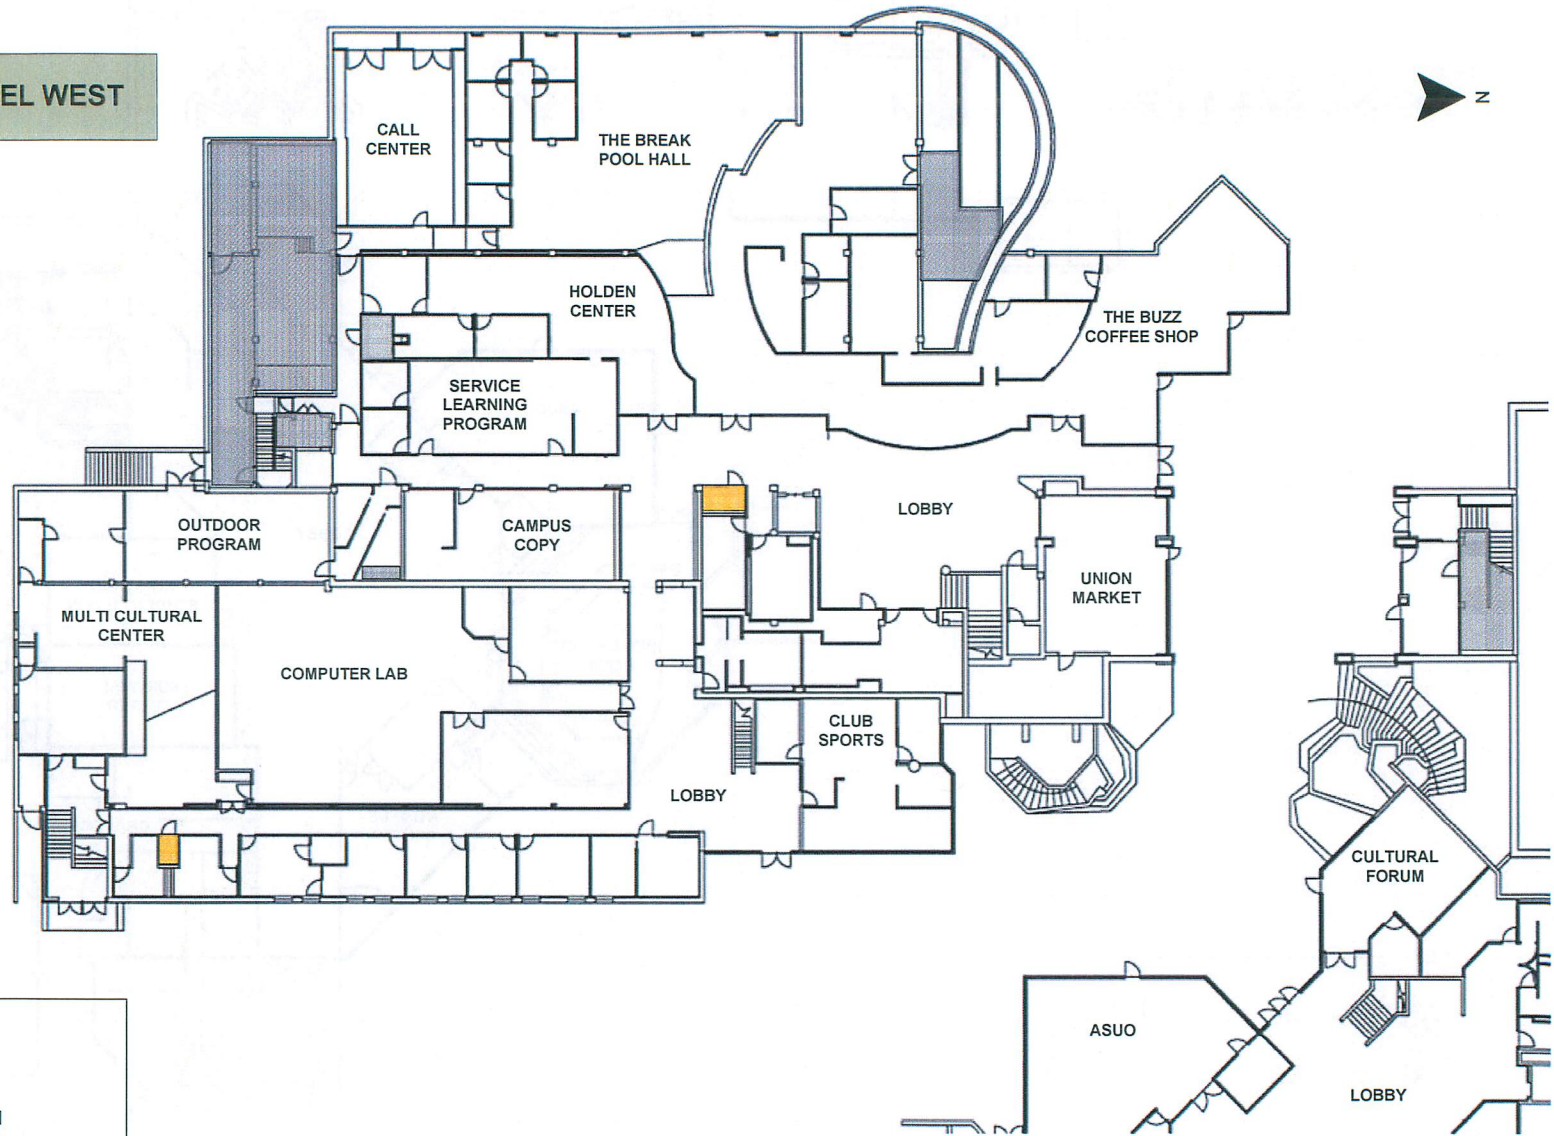 EL WEST
N
CALL
CENTER
THE BREAK
POOL HALL
HOLDEN
CENTER
THE BUZZ
COFFEE SHOP
SERVICE
LEARNING
PROGRAM
OUTDOOR
PROGRAM
CAMPUS
COPY
LOBBY
UNION
MARKET
MULTI CULTURAL
CENTER
COMPUTER LAB
CLUB
SPORTS
LOBBY
CULTURAL
FORUM
ASUO
LOBBY